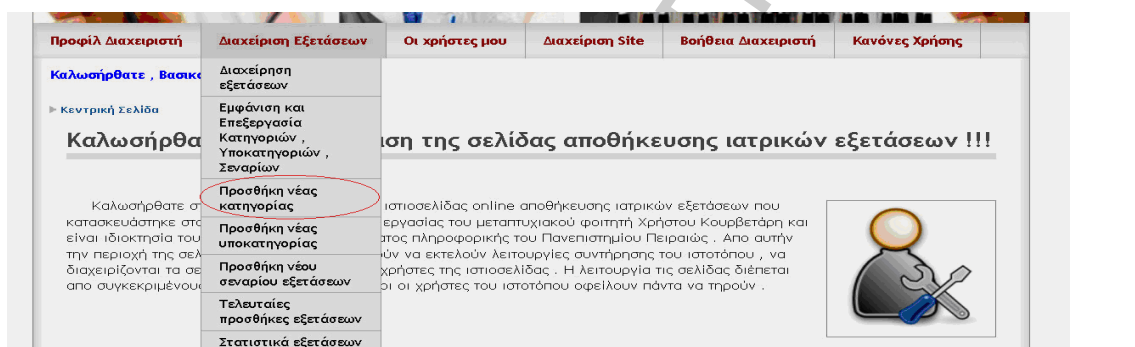 Προφίλ Διαχειριστή Διαχείριση Εξετάσεων Οι χρήστες μου Διαχείριση Site Βοήθεια Διαχειριστή Κανόνες Χρήσης
Καλωσήρθατε , Βασικ
Κεντρική Σελίδα
Διαχείρηση
εξετάσεων
Εμφάνιση και
Επεξεργασία
Κατηγοριών ,
Υποκατηγοριών ,
Σεναρίων
Προσθήκη νέας
κατηγορίας
Προσθήκη νέας
υποκατηγορίας
Προσθήκη νέου
σεναρίου εξετάσεων
Τελευταίες
προσθήκες εξετάσεων
Στατιστικά εξετάσεων
Καλωσήρθα ιση της σελίδας αποθήκευσης ιατρικών εξετάσεων !!!
Καλωσήρθατε σ ιστιοσελίδας online αποθήκευσης ιατρικών εξετάσεων που
κατασκευάστηκε στ εργασίας του μεταπτυχιακού φοιτητή Χρήστου Κουρβετάρη και
είναι ιδιοκτησία του τος πληροφορικής του Πανεπιστημίου Πειραιώς . Απο αυτήν
την περιοχή της σελ ύν να εκτελούν λειτουργίες συντήρησης του ιστοτόπου , να
διαχειρίζονται τα σε χρήστες της ιστιοσελίδας . Η λειτουργία τις σελίδας διέπεται
απο συγκεκριμένου οι οι χρήστες του ιστοτόπου οφείλουν πάντα να τηρούν .